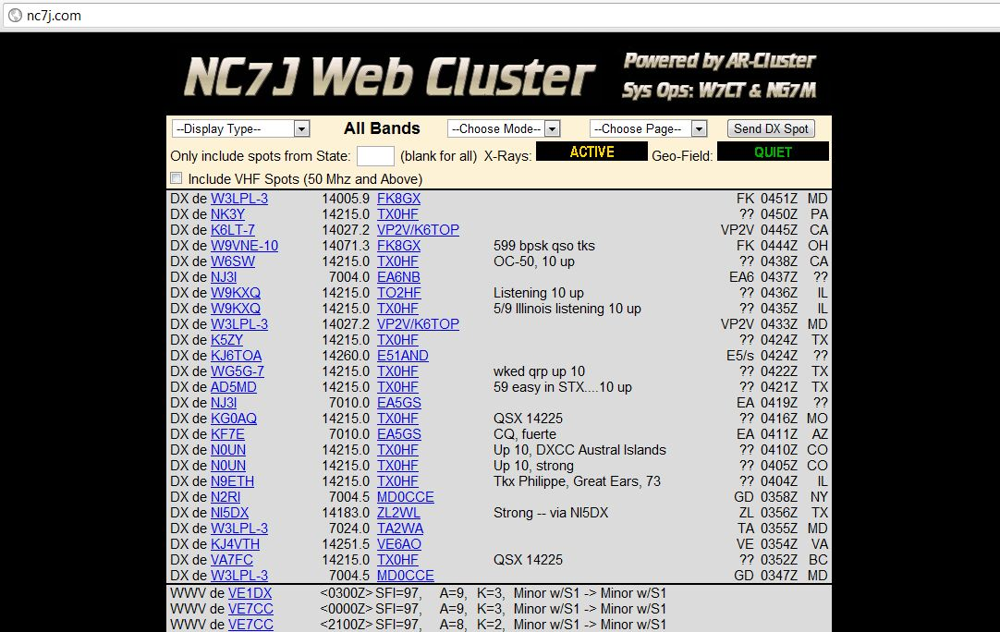 nc7j.com
NC7J Web Cluster
Powered by AR-Cluster
Sys Ops: W7CT & NG7M
--Display Type-- All Bands --Choose Mode-- --Choose Page-- Send DX Spot
Only include spots from State: (blank for all) X-Rays: ACTIVE Geo-Field: QUIET
Include VHF Spots (50 Mhz and Above)
DX de W3LPL-3 14005.9 FK8GX FK 0451Z MD
DX de NK3Y 14215.0 TX0HF ?? 0450Z PA
DX de K6LT-7 14027.2 VP2V/K6TOP VP2V 0445Z CA
DX de W9VNE-10 14071.3 FK8GX 599 bpsk qso tks FK 0444Z OH
DX de W6SW 14215.0 TX0HF OC-50, 10 up ?? 0438Z CA
DX de NJ3I 7004.0 EA6NB EA6 0437Z ??
DX de W9KXQ 14215.0 TO2HF Listening 10 up ?? 0436Z IL
DX de W9KXQ 14215.0 TX0HF 5/9 Illinois listening 10 up ?? 0435Z IL
DX de W3LPL-3 14027.2 VP2V/K6TOP VP2V 0433Z MD
DX de K5ZY 14215.0 TX0HF ?? 0424Z TX
DX de KJ6TOA 14260.0 E51AND E5/s 0424Z ??
DX de WG5G-7 14215.0 TX0HF wked qrp up 10 ?? 0422Z TX
DX de AD5MD 14215.0 TX0HF 59 easy in STX....10 up ?? 0421Z TX
DX de NJ3I 7010.0 EA5GS EA 0419Z ??
DX de KG0AQ 14215.0 TX0HF QSX 14225 ?? 0416Z MO
DX de KF7E 7010.0 EA5GS CQ, fuerte EA 0411Z AZ
DX de N0UN 14215.0 TX0HF Up 10, DXCC Austral Islands ?? 0410Z CO
DX de N0UN 14215.0 TX0HF Up 10, strong ?? 0405Z CO
DX de N9ETH 14215.0 TX0HF Tkx Philippe, Great Ears, 73 ?? 0404Z IL
DX de N2RI 7004.5 MD0CCE GD 0358Z NY
DX de NI5DX 14183.0 ZL2WL Strong -- via NI5DX ZL 0356Z TX
DX de W3LPL-3 7024.0 TA2WA TA 0355Z MD
DX de KJ4VTH 14251.5 VE6AO VE 0354Z VA
DX de VA7FC 14215.0 TX0HF QSX 14225 ?? 0352Z BC
DX de W3LPL-3 7004.5 MD0CCE GD 0347Z MD
WWV de VE1DX <0300Z> SFI=97, A=9, K=3, Minor w/S1 -> Minor w/S1
WWV de VE7CC <0000Z> SFI=97, A=9, K=3, Minor w/S1 -> Minor w/S1
WWV de VE7CC <2100Z> SFI=97, A=8, K=2, Minor w/S1 -> Minor w/S1